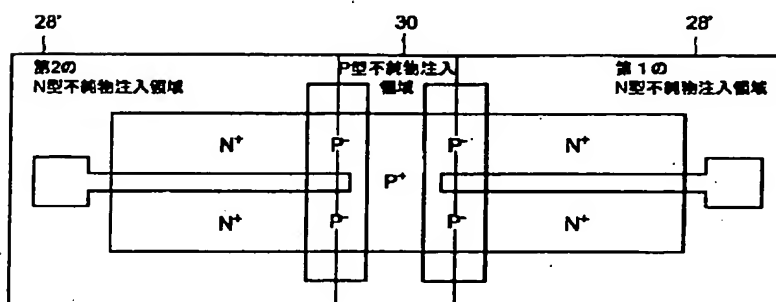 28' 30 28'
第2の
N型不純物注入領域
P型不純物注入
領域
第1の
N型不純物注入領域
N⁺ P⁻ P⁻ N⁺
P⁺
N⁺ P⁻ P⁻ N⁺